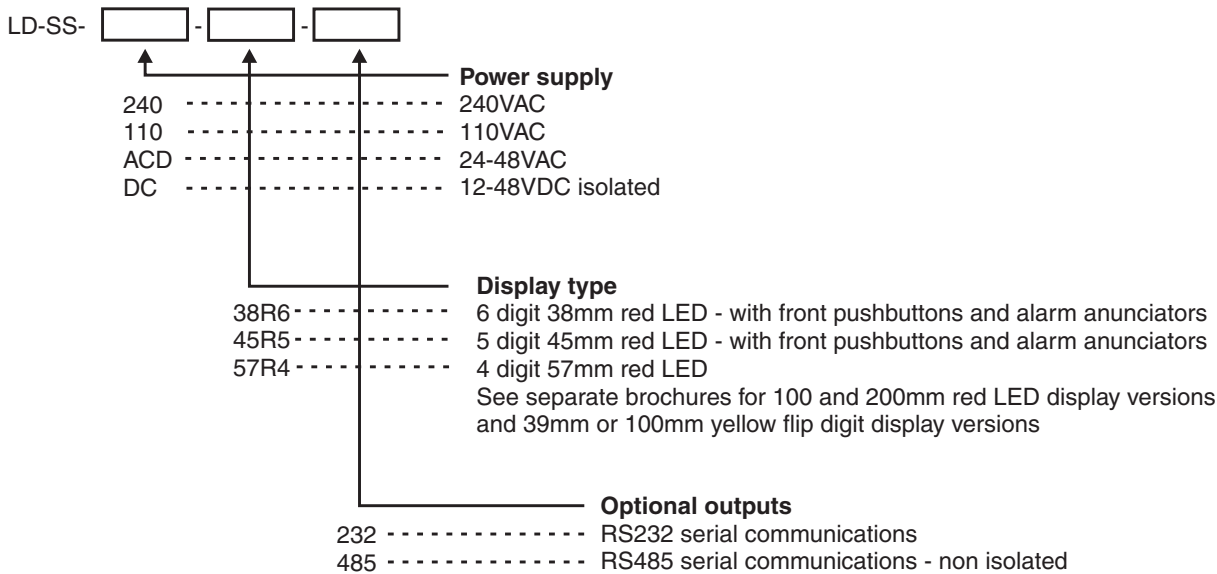 LD-SS- - -
Power supply
240 240VAC
110 110VAC
ACD 24-48VAC
DC 12-48VDC isolated
Display type
38R6 6 digit 38mm red LED - with front pushbuttons and alarm anunciators
45R5 5 digit 45mm red LED - with front pushbuttons and alarm anunciators
57R4 4 digit 57mm red LED
See separate brochures for 100 and 200mm red LED display versions
and 39mm or 100mm yellow flip digit display versions
Optional outputs
232 RS232 serial communications
485 RS485 serial communications - non isolated